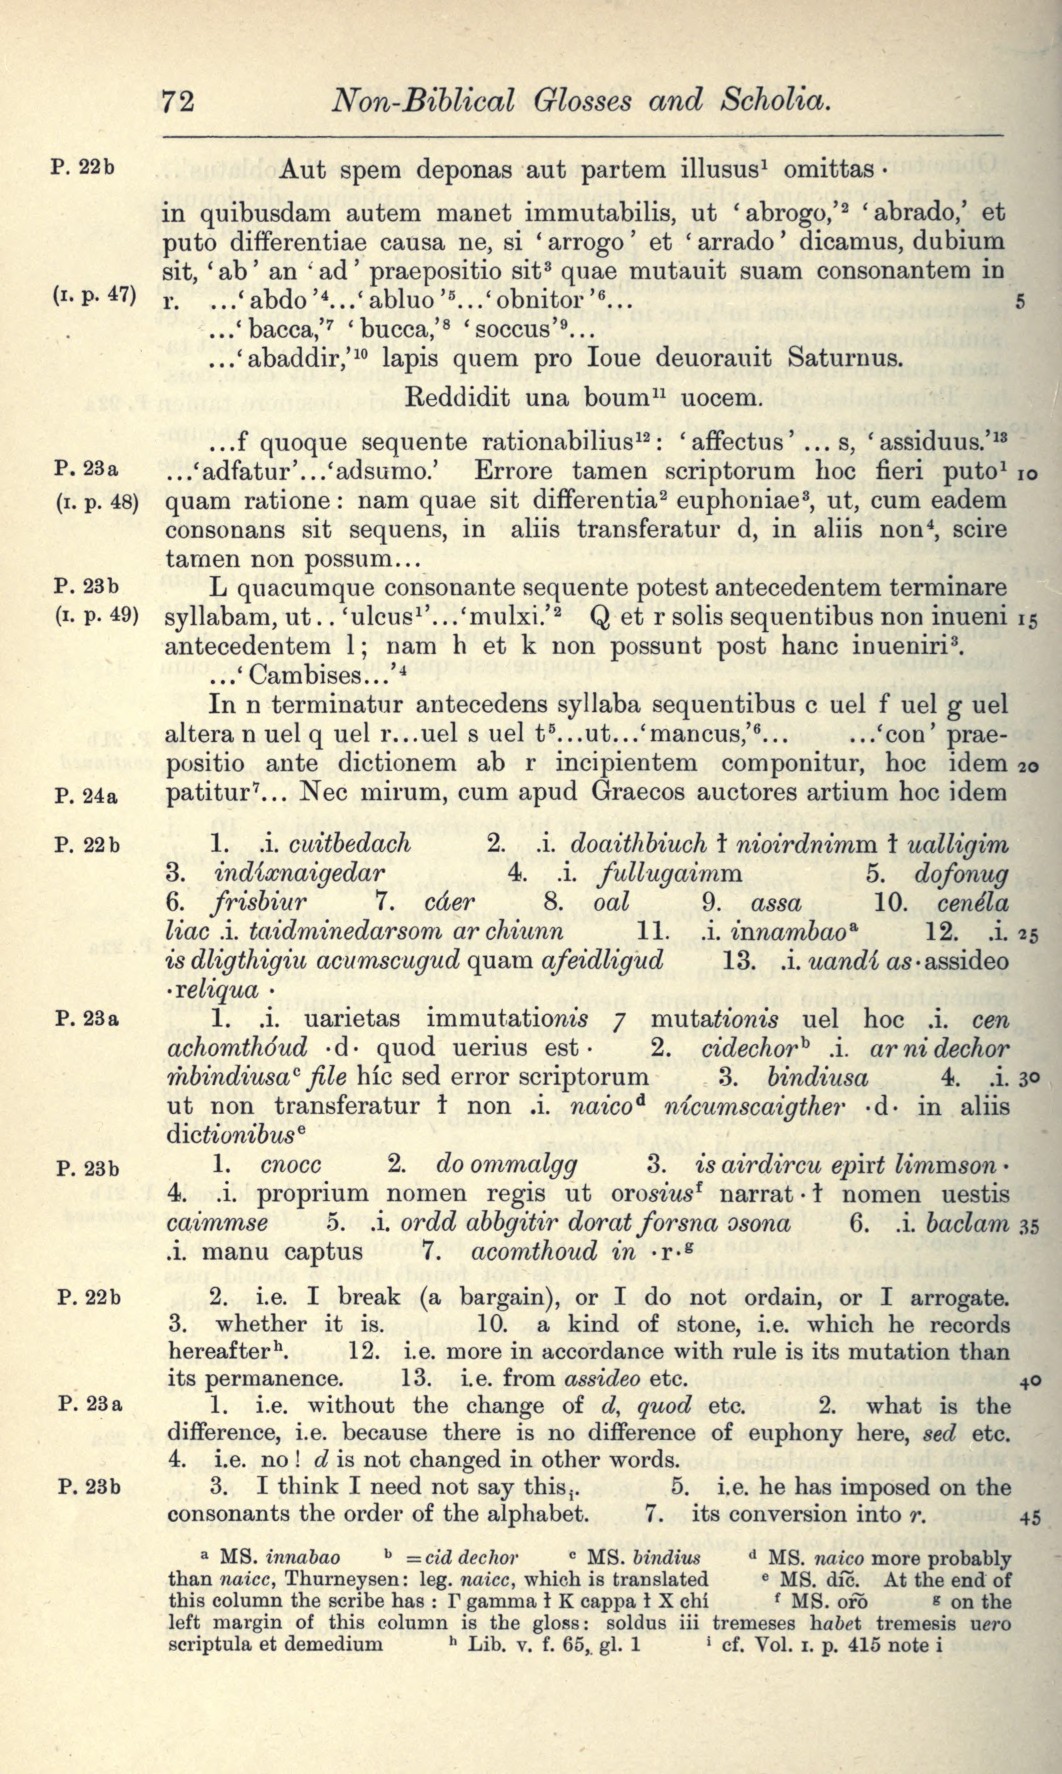 72 Non-Biblical Glosses and Scholia.
P. 22b Aut spem deponas aut partem illusus¹ omittas ·
in quibusdam autem manet immutabilis, ut ‘abrogo,’² ‘abrado,’ et
puto differentiae causa ne, si ‘arrogo’ et ‘arrado’ dicamus, dubium
sit, ‘ab’ an ‘ad’ praepositio sit³ quae mutauit suam consonantem in
(I. p. 47) r. ...‘abdo’⁴...‘abluo’⁵...‘obnitor’⁶... 5
...‘bacca,’⁷ ‘bucca,’⁸ ‘soccus’⁹...
...‘abaddir,’¹⁰ lapis quem pro Ioue deuorauit Saturnus.
Reddidit una boum¹¹ uocem.
...f quoque sequente rationabilius¹²: ‘affectus’ ... s, ‘assiduus.’¹³
P. 23a ...‘adfatur’...‘adsumo.’ Errore tamen scriptorum hoc fieri puto¹ 10
(I. p. 48) quam ratione: nam quae sit differentia² euphoniae³, ut, cum eadem
consonans sit sequens, in aliis transferatur d, in aliis non⁴, scire
tamen non possum...
P. 23b L quacumque consonante sequente potest antecedentem terminare
(I. p. 49) syllabam, ut.. ‘ulcus¹’...‘mulxi.’² Q et r solis sequentibus non inueni 15
antecedentem l; nam h et k non possunt post hanc inueniri³.
...‘Cambises...’⁴
In n terminatur antecedens syllaba sequentibus c uel f uel g uel
altera n uel q uel r...uel s uel t⁵...ut...‘mancus,’⁶... ...‘con’ prae-
positio ante dictionem ab r incipientem componitur, hoc idem 20
P. 24a patitur⁷... Nec mirum, cum apud Graecos auctores artium hoc idem
P. 22b 1. .i. cuitbedach 2. .i. doaithbiuch ɫ nioirdnimm ɫ ualligim
3. indíxnaigedar 4. .i. fullugaimm 5. dofonug
6. frisbiur 7. cáer 8. oal 9. assa 10. cenéla
liac .i. taidminedarsom ar chiunn 11. .i. innambaoᵃ 12. .i. 25
is dligthigiu acumscugud quam afeidligud 13. .i. uandí as·assideo
·reliqua ·
P. 23a 1. .i. uarietas immutationis ⁊ mutationis uel hoc .i. cen
achomthóud ·d· quod uerius est · 2. cidechorᵇ .i. ar ni dechor
ṁbindiusaᶜ file híc sed error scriptorum 3. bindiusa 4. .i. 30
ut non transferatur ɫ non .i. naicoᵈ nícumscaigther ·d· in aliis
dictionibusᵉ
P. 23b 1. cnocc 2. do ommalgg 3. is airdircu epirt limmson ·
4. .i. proprium nomen regis ut orosiusᶠ narrat · ɫ nomen uestis
caimmse 5. .i. ordd abbgitir dorat forsna ɔsona 6. .i. baclam 35
.i. manu captus 7. acomthoud in ·r·ᵍ
P. 22b 2. i.e. I break (a bargain), or I do not ordain, or I arrogate.
3. whether it is. 10. a kind of stone, i.e. which he records
hereafterʰ. 12. i.e. more in accordance with rule is its mutation than
its permanence. 13. i.e. from assideo etc. 40
P. 23a 1. i.e. without the change of d, quod etc. 2. what is the
difference, i.e. because there is no difference of euphony here, sed etc.
4. i.e. no! d is not changed in other words.
P. 23b 3. I think I need not say thisᵢ. 5. i.e. he has imposed on the
consonants the order of the alphabet. 7. its conversion into r. 45
ᵃ MS. innabao ᵇ =cid dechor ᶜ MS. bindius ᵈ MS. naico more probably
than naicc, Thurneysen: leg. naicc, which is translated ᵉ MS. dic̄. At the end of
this column the scribe has : Γ gamma ɫ K cappa ɫ X chí ᶠ MS. oro̅ ᵍ on the
left margin of this column is the gloss: soldus iii tremeses habet tremesis uero
scriptula et demedium ʰ Lib. v. f. 65, gl. 1 ⁱ cf. Vol. I. p. 415 note i